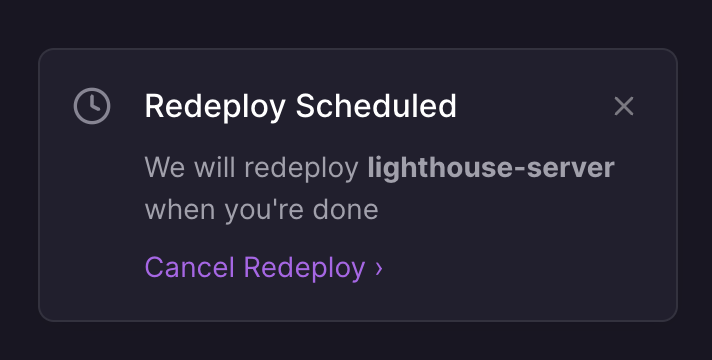 Redeploy Scheduled
We will redeploy lighthouse-server
when you're done
Cancel Redeploy ›